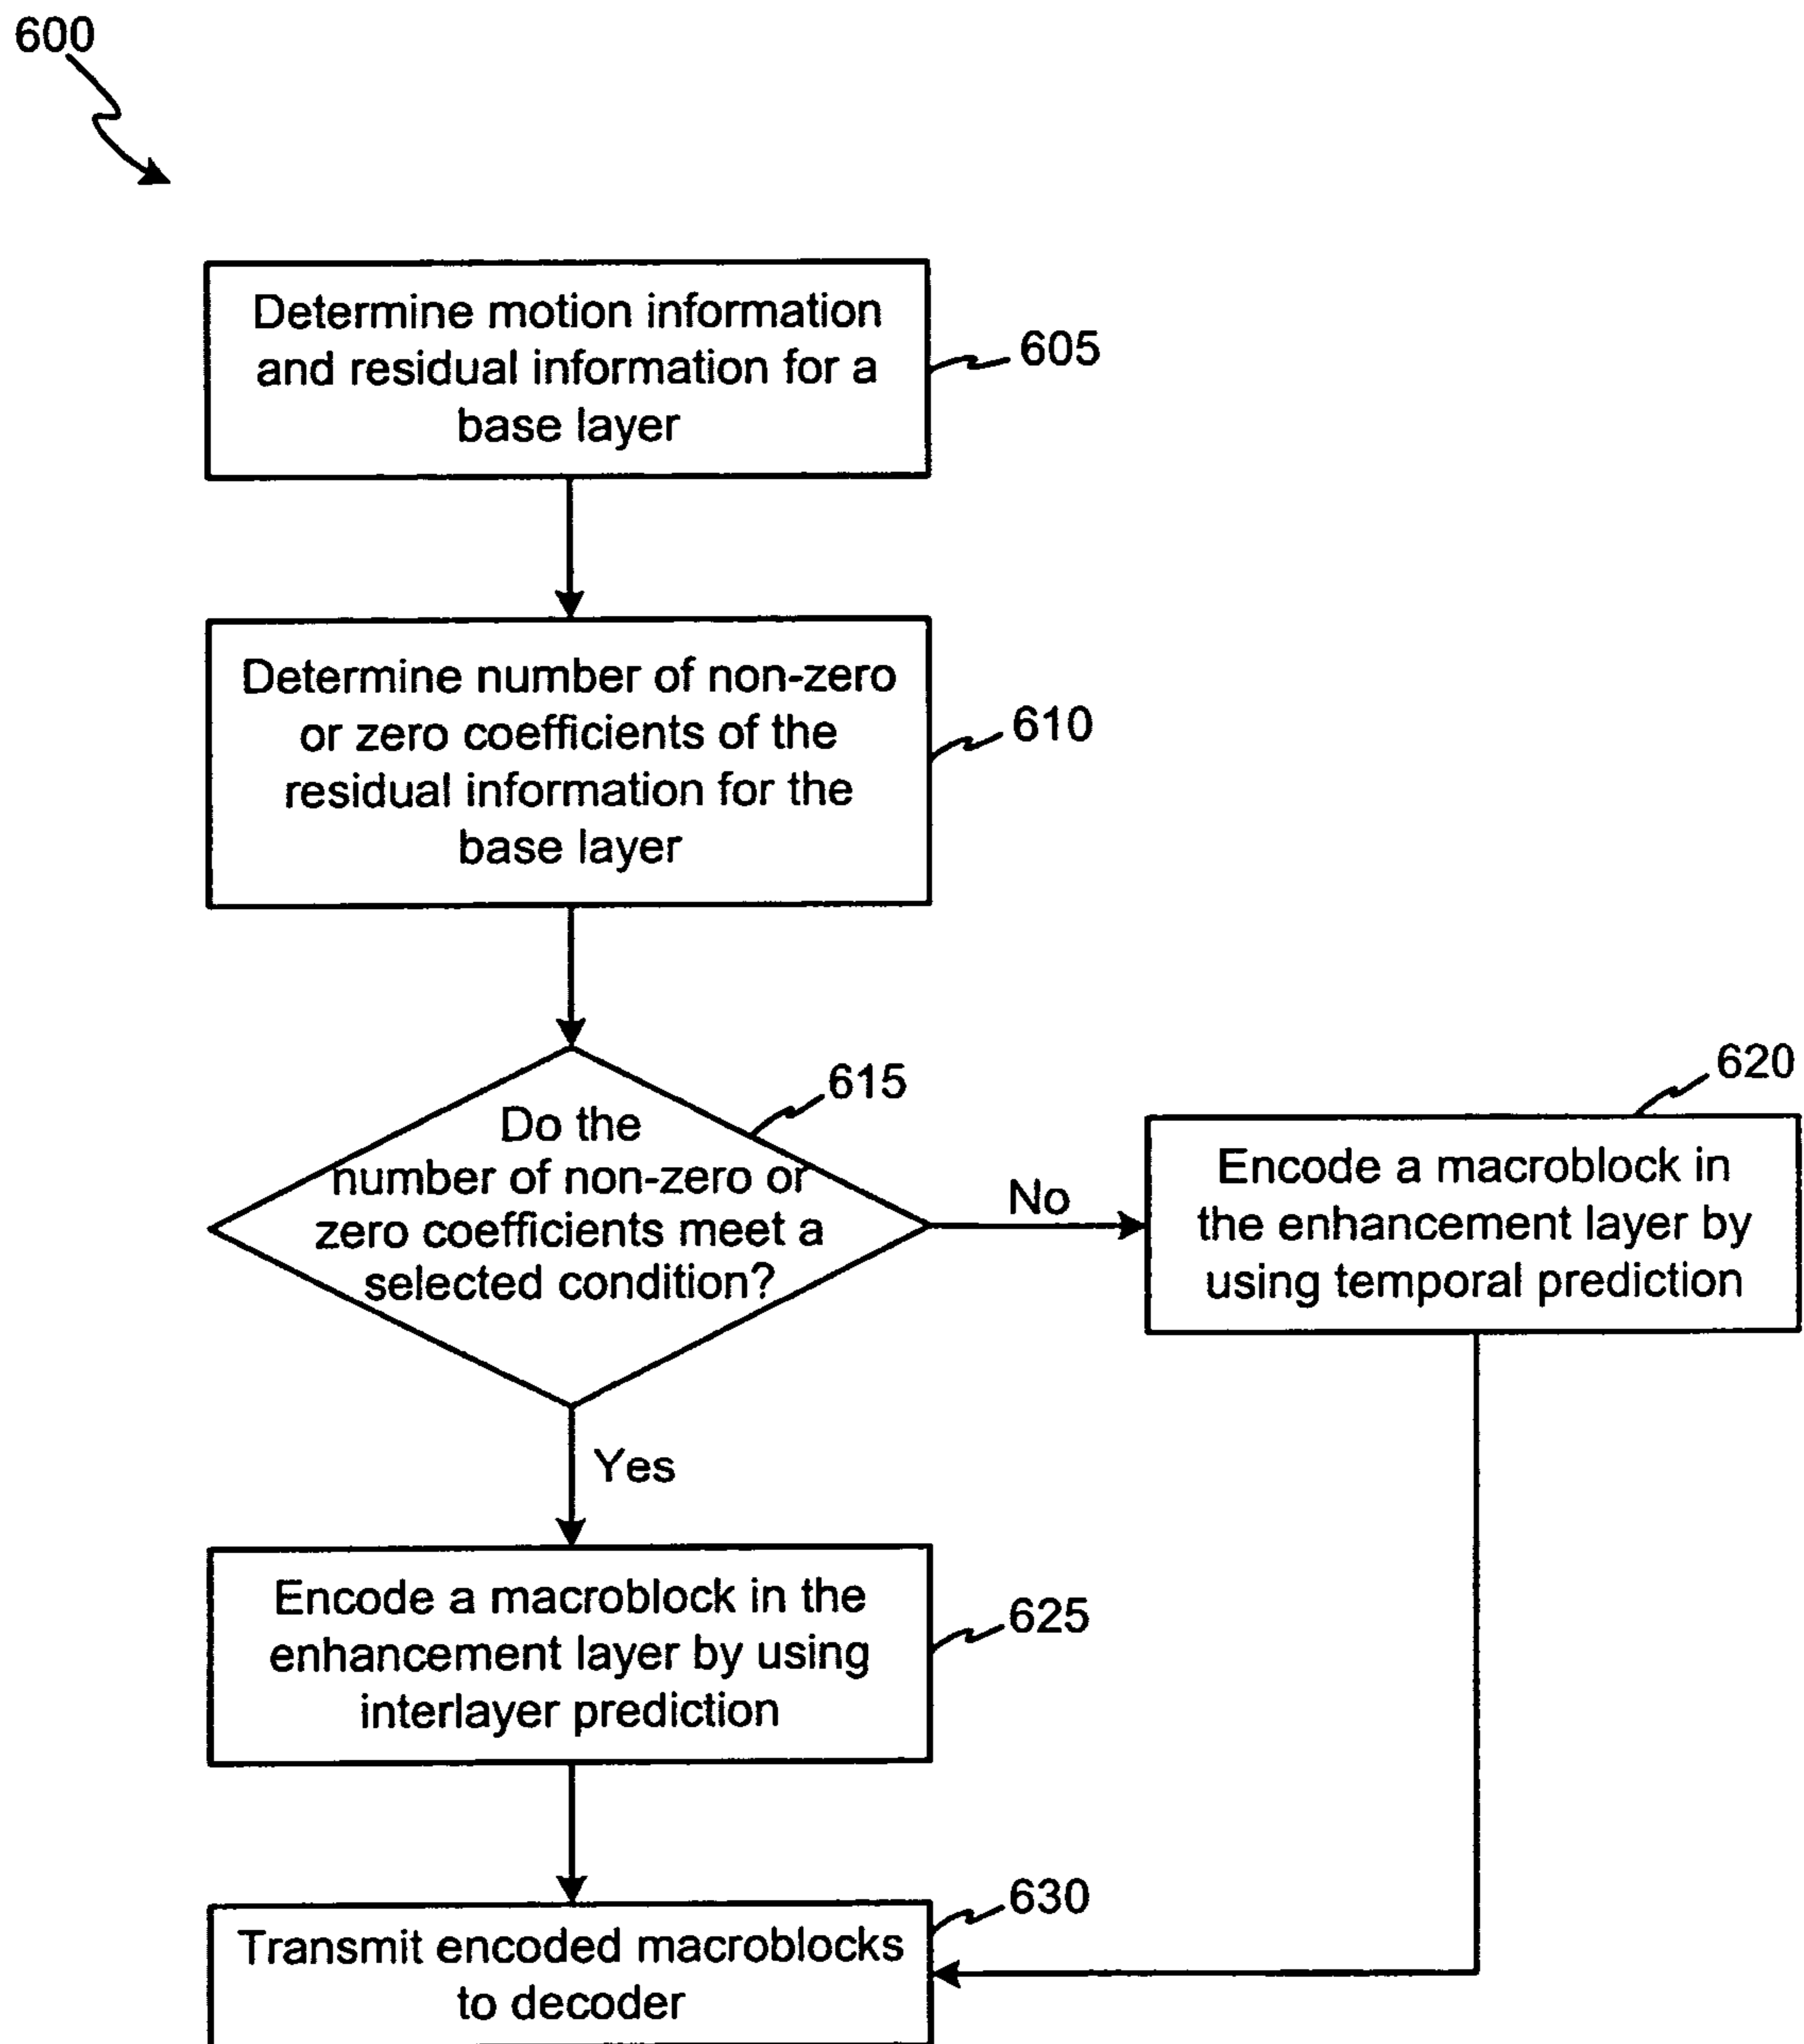 600
Determine motion information
and residual information for a
base layer
605
Determine number of non-zero
or zero coefficients of the
residual information for the
base layer
610
615
Do the
number of non-zero or
zero coefficients meet a
selected condition?
No
620
Encode a macroblock in
the enhancement layer by
using temporal prediction
Yes
Encode a macroblock in the
enhancement layer by using
interlayer prediction
625
630
Transmit encoded macroblocks
to decoder